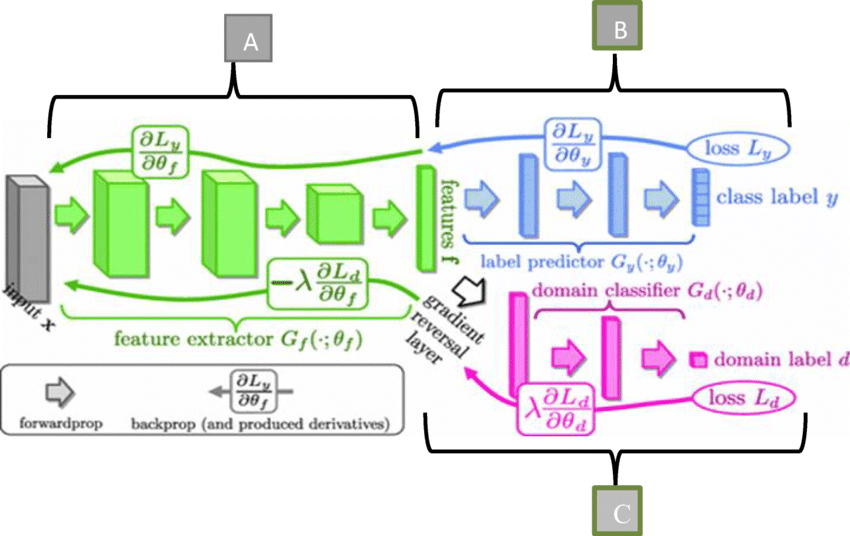 A
B
∂L_y/∂θ_f
∂L_y/∂θ_y
loss L_y
features f
class label y
label predictor G_y(·;θ_y)
input x
−λ ∂L_d/∂θ_f
feature extractor G_f(·;θ_f)
gradient
reversal
layer
domain classifier G_d(·;θ_d)
domain label d
λ ∂L_d/∂θ_d
loss L_d
∂L_y/∂θ_f
forwardprop
backprop (and produced derivatives)
C